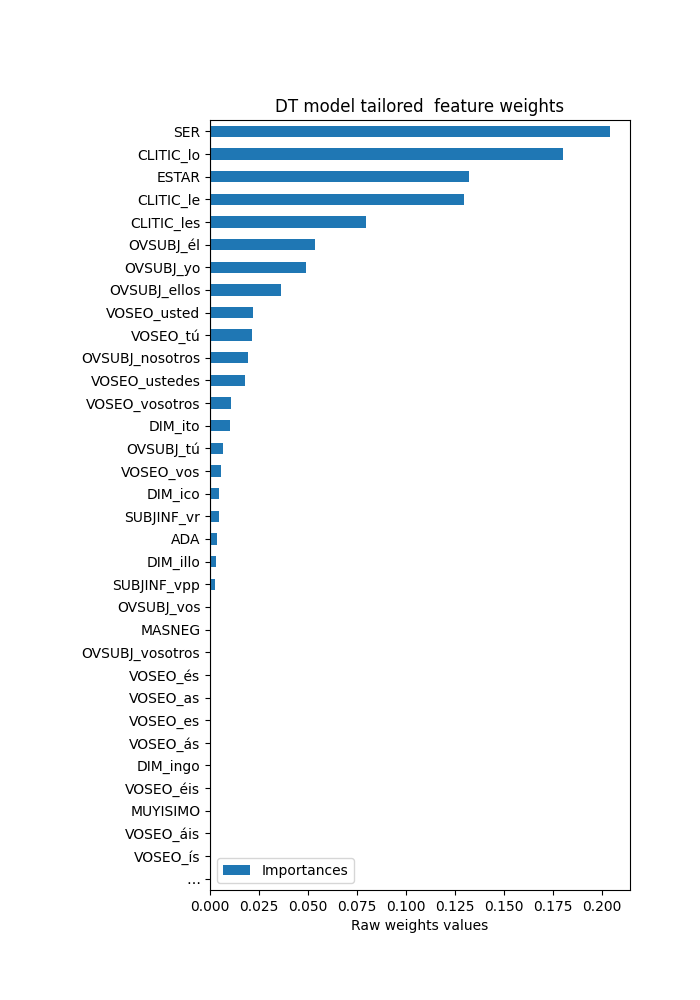 DT model tailored  feature weights
SER
CLITIC_lo
ESTAR
CLITIC_le
CLITIC_les
OVSUBJ_él
OVSUBJ_yo
OVSUBJ_ellos
VOSEO_usted
VOSEO_tú
OVSUBJ_nosotros
VOSEO_ustedes
VOSEO_vosotros
DIM_ito
OVSUBJ_tú
VOSEO_vos
DIM_ico
SUBJINF_vr
ADA
DIM_illo
SUBJINF_vpp
OVSUBJ_vos
MASNEG
OVSUBJ_vosotros
VOSEO_és
VOSEO_as
VOSEO_es
VOSEO_ás
DIM_ingo
VOSEO_éis
MUYISIMO
VOSEO_áis
VOSEO_ís
...
Importances
0.000 0.025 0.050 0.075 0.100 0.125 0.150 0.175 0.200
Raw weights values